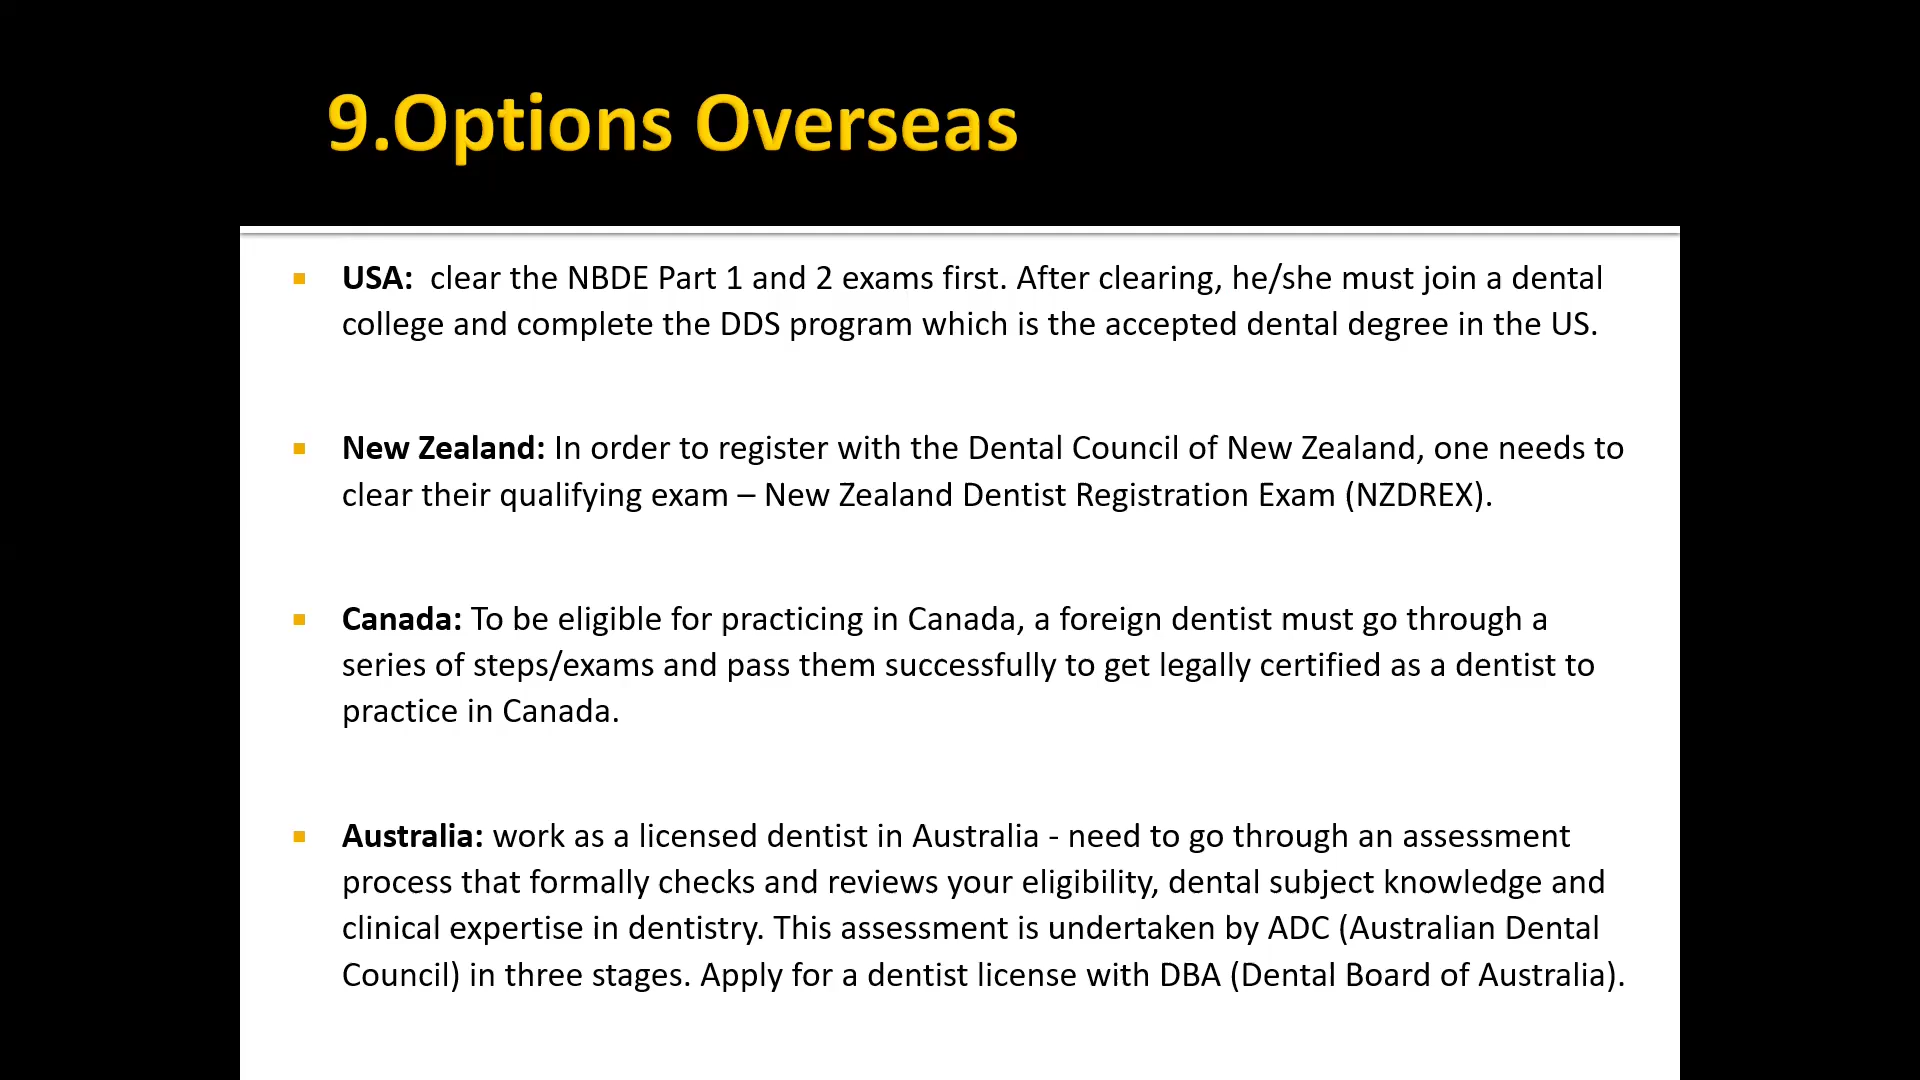 9.Options Overseas
USA: clear the NBDE Part 1 and 2 exams first. After clearing, he/she must join a dental
college and complete the DDS program which is the accepted dental degree in the US.
New Zealand: In order to register with the Dental Council of New Zealand, one needs to
clear their qualifying exam – New Zealand Dentist Registration Exam (NZDREX).
Canada: To be eligible for practicing in Canada, a foreign dentist must go through a
series of steps/exams and pass them successfully to get legally certified as a dentist to
practice in Canada.
Australia: work as a licensed dentist in Australia - need to go through an assessment
process that formally checks and reviews your eligibility, dental subject knowledge and
clinical expertise in dentistry. This assessment is undertaken by ADC (Australian Dental
Council) in three stages. Apply for a dentist license with DBA (Dental Board of Australia).